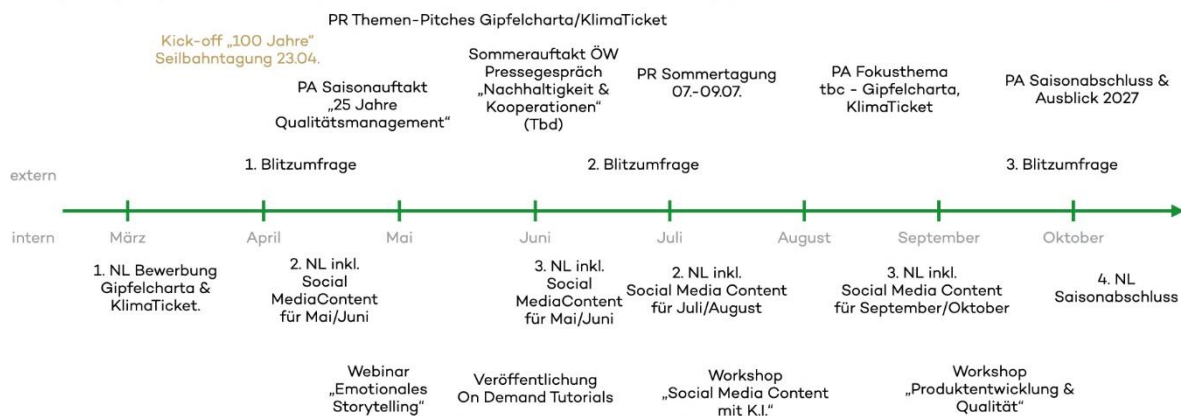 PR Themen-Pitches Gipfelcharta/KlimaTicket
Kick-off „100 Jahre“
Seilbahntagung 23.04.
PA Saisonauftakt
„25 Jahre
Qualitätsmanagement“
Sommerauftakt ÖW
Pressegespräch
„Nachhaltigkeit &
Kooperationen“
(Tbd)
PR Sommertagung
07.-09.07.
PA Fokusthema
tbc - Gipfelcharta,
KlimaTicket
PA Saisonabschluss &
Ausblick 2027
1. Blitzumfrage
2. Blitzumfrage
3. Blitzumfrage
extern
intern
März
April
Mai
Juni
Juli
August
September
Oktober
1. NL Bewerbung
Gipfelcharta &
KlimaTicket.
2. NL inkl.
Social
MediaContent
für Mai/Juni
3. NL inkl.
Social
MediaContent
für Mai/Juni
2. NL inkl.
Social Media Content
für Juli/August
3. NL inkl.
Social Media Content
für September/Oktober
4. NL
Saisonabschluss
Webinar
„Emotionales
Storytelling“
Veröffentlichung
On Demand Tutorials
Workshop
„Social Media Content
mit K.I.“
Workshop
„Produktentwicklung &
Qualität“